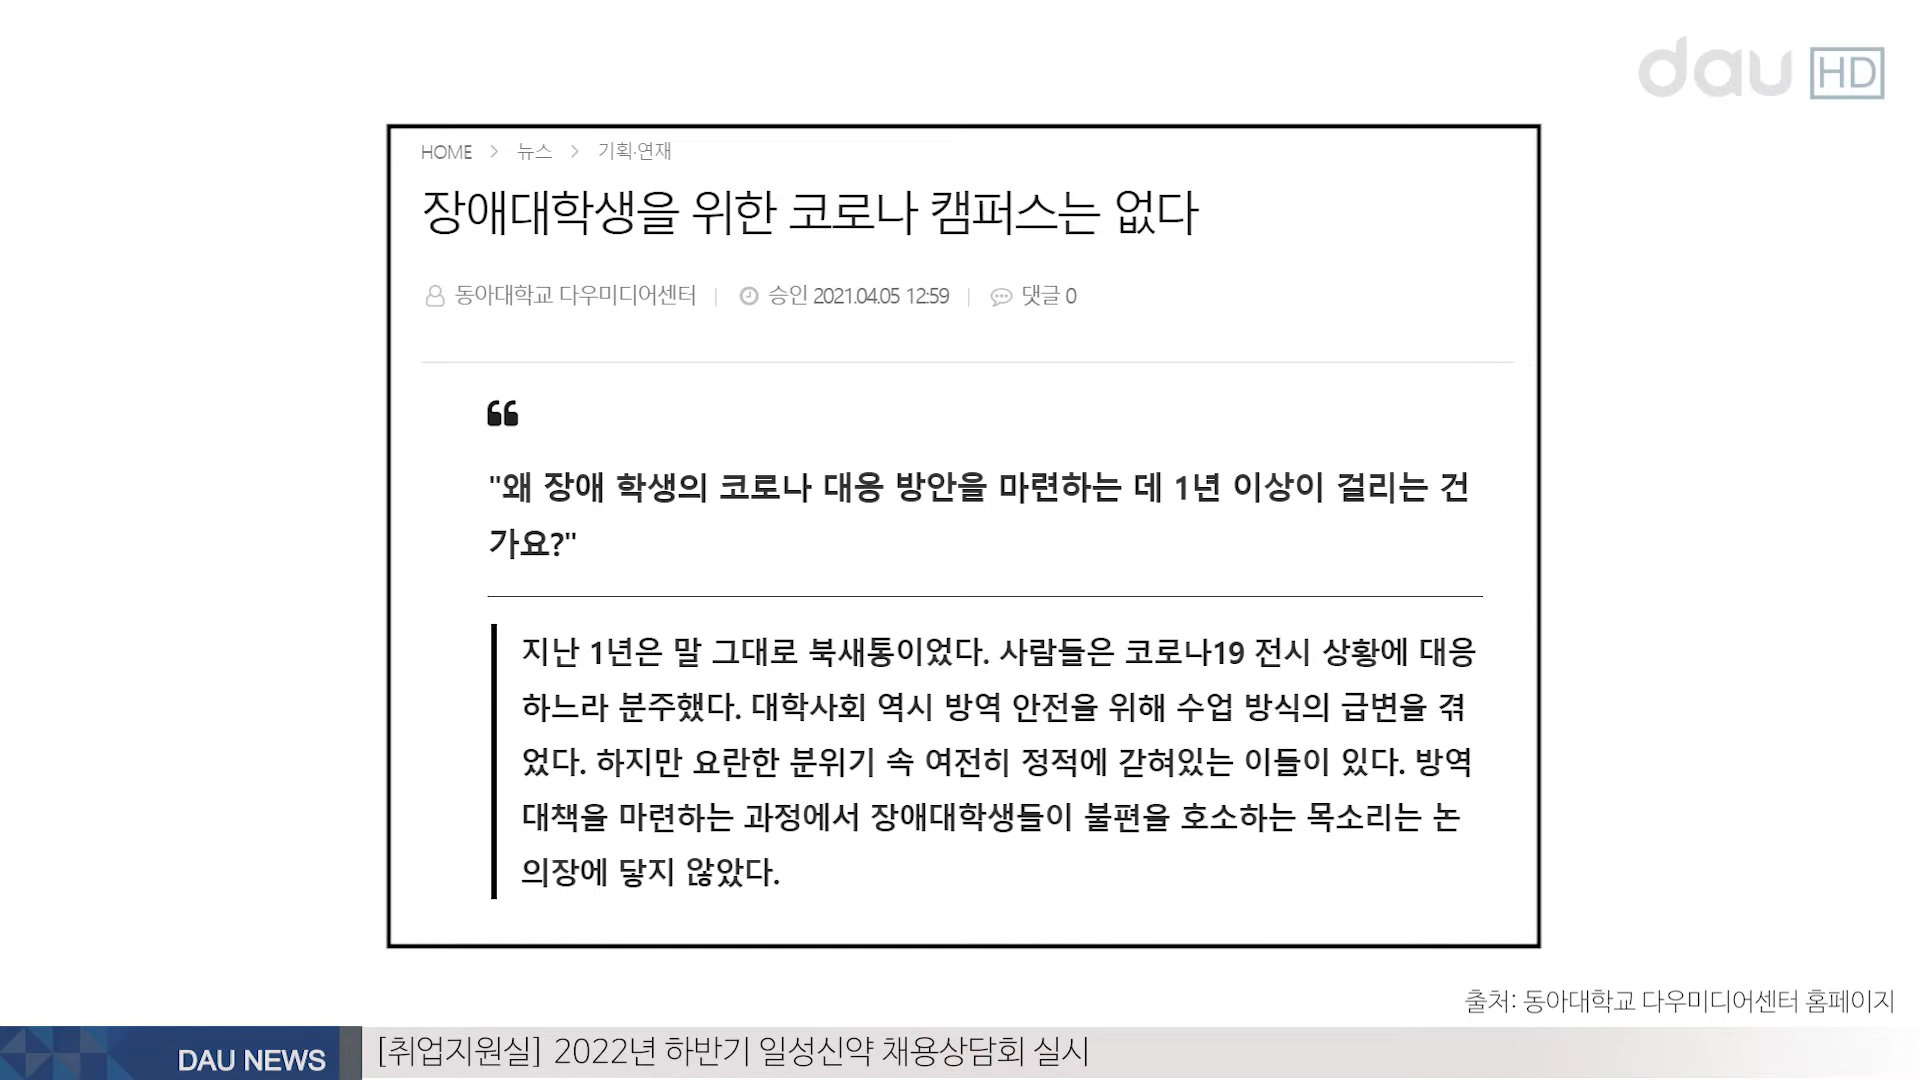 dau HD
HOME > 뉴스 > 기획·연재
장애대학생을 위한 코로나 캠퍼스는 없다
동아대학교 다우미디어센터 | 승인 2021.04.05 12:59 | 댓글 0
"왜 장애 학생의 코로나 대응 방안을 마련하는 데 1년 이상이 걸리는 건
가요?"
지난 1년은 말 그대로 북새통이었다. 사람들은 코로나19 전시 상황에 대응
하느라 분주했다. 대학사회 역시 방역 안전을 위해 수업 방식의 급변을 겪
었다. 하지만 요란한 분위기 속 여전히 정적에 갇혀있는 이들이 있다. 방역
대책을 마련하는 과정에서 장애대학생들이 불편을 호소하는 목소리는 논
의장에 닿지 않았다.
출처: 동아대학교 다우미디어센터 홈페이지
DAU NEWS
[취업지원실] 2022년 하반기 일성신약 채용상담회 실시